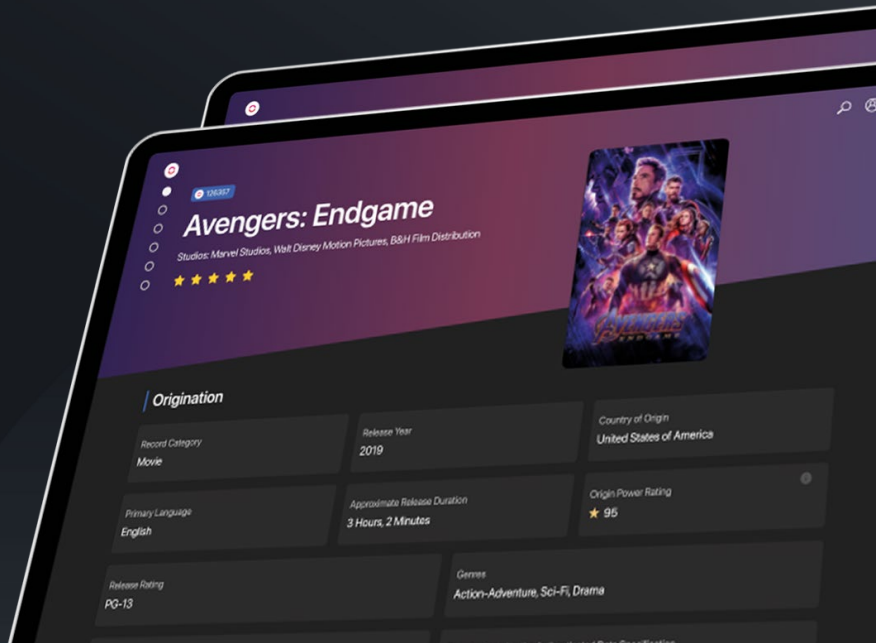 126357
Avengers: Endgame
Studios: Marvel Studios, Walt Disney Motion Pictures, B&H Film Distribution
AVENGERS
ENDGAME
Origination
Record Category
Movie
Release Year
2019
Country of Origin
United States of America
Primary Language
English
Approximate Release Duration
3 Hours, 2 Minutes
Origin Power Rating
95
Release Rating
PG-13
Genres
Action-Adventure, Sci-Fi, Drama